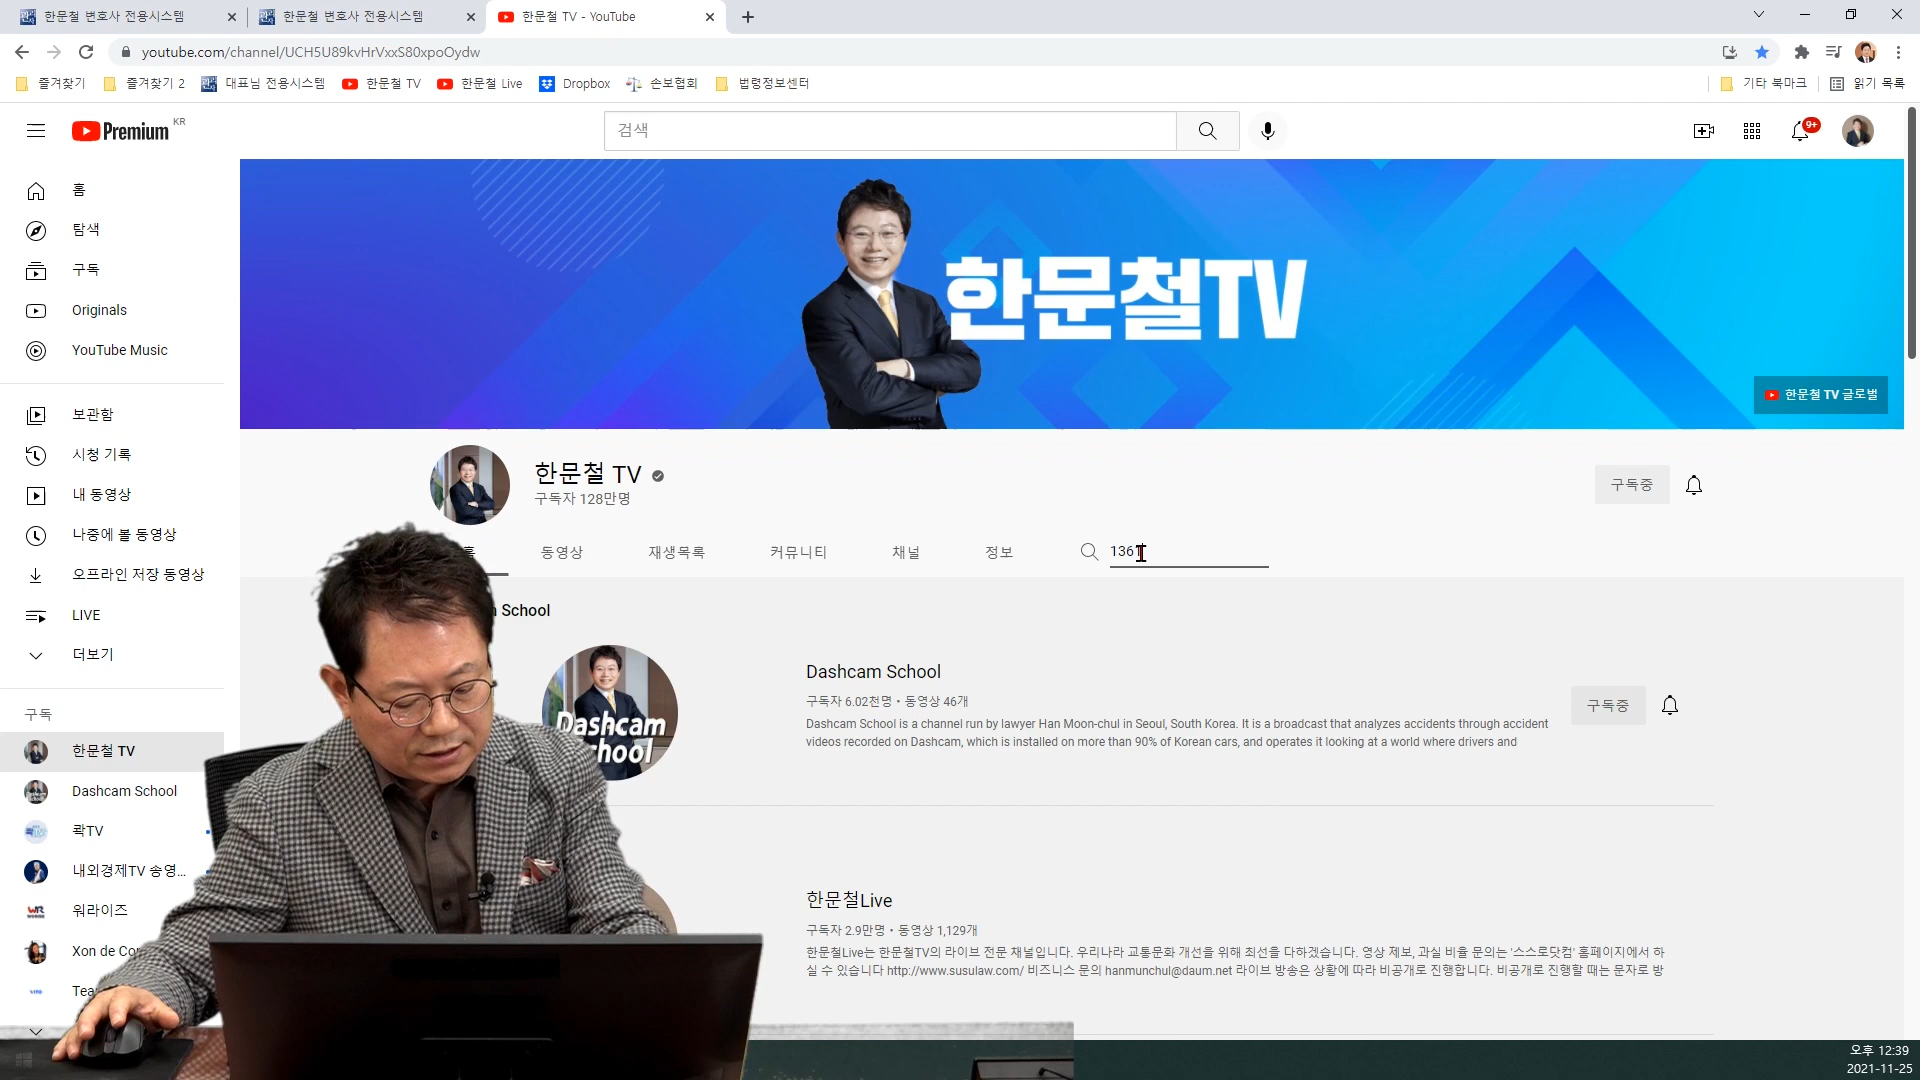 한문철 변호사 전용시스템
한문철 변호사 전용시스템
한문철 TV - YouTube
youtube.com/channel/UCH5U89kvHrVxxS80xpoOydw
즐겨찾기
즐겨찾기 2
대표님 전용시스템
한문철 TV
한문철 Live
Dropbox
손보협회
법령정보센터
기타 북마크
읽기 목록
Premium KR
검색
9+
홈
탐색
구독
Originals
YouTube Music
보관함
시청 기록
내 동영상
나중에 볼 동영상
오프라인 저장 동영상
LIVE
더보기
구독
한문철 TV
Dashcam School
콱TV
내외경제TV 송영...
워라이즈
Xon de Co
Tea
한문철TV
한문철 TV 글로벌
한문철 TV
구독자 128만명
구독중
홈
동영상
재생목록
커뮤니티
채널
정보
1361
School
Dashcam
School
Dashcam School
구독자 6.02천명 • 동영상 46개
Dashcam School is a channel run by lawyer Han Moon-chul in Seoul, South Korea. It is a broadcast that analyzes accidents through accident
videos recorded on Dashcam, which is installed on more than 90% of Korean cars, and operates it looking at a world where drivers and
구독중
한문철Live
구독자 2.9만명 • 동영상 1,129개
한문철Live는 한문철TV의 라이브 전문 채널입니다. 우리나라 교통문화 개선을 위해 최선을 다하겠습니다. 영상 제보, 과실 비율 문의는 '스스로닷컴' 홈페이지에서 하
실 수 있습니다 http://www.susulaw.com/ 비즈니스 문의 hanmunchul@daum.net 라이브 방송은 상황에 따라 비공개로 진행합니다. 비공개로 진행할 때는 문자로 방
오후 12:39
2021-11-25